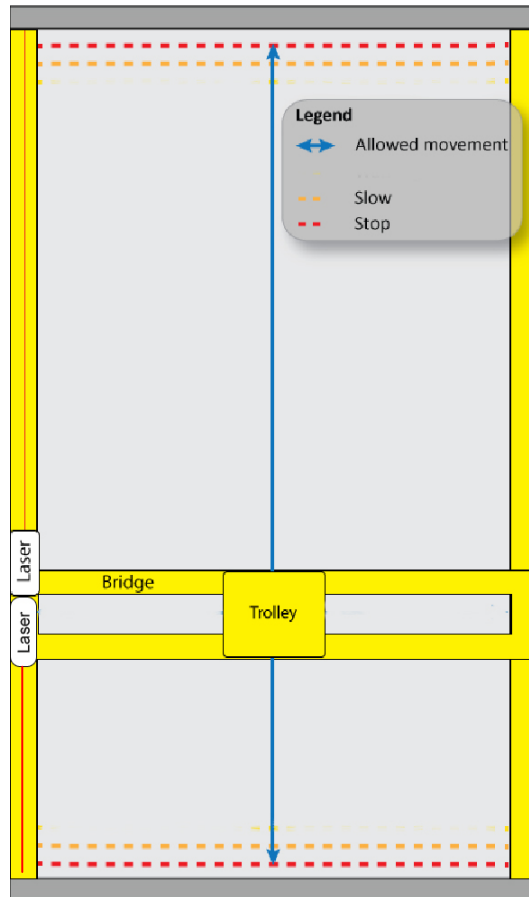 Legend
Allowed movement
Slow
Stop
Laser
Bridge
Laser
Trolley